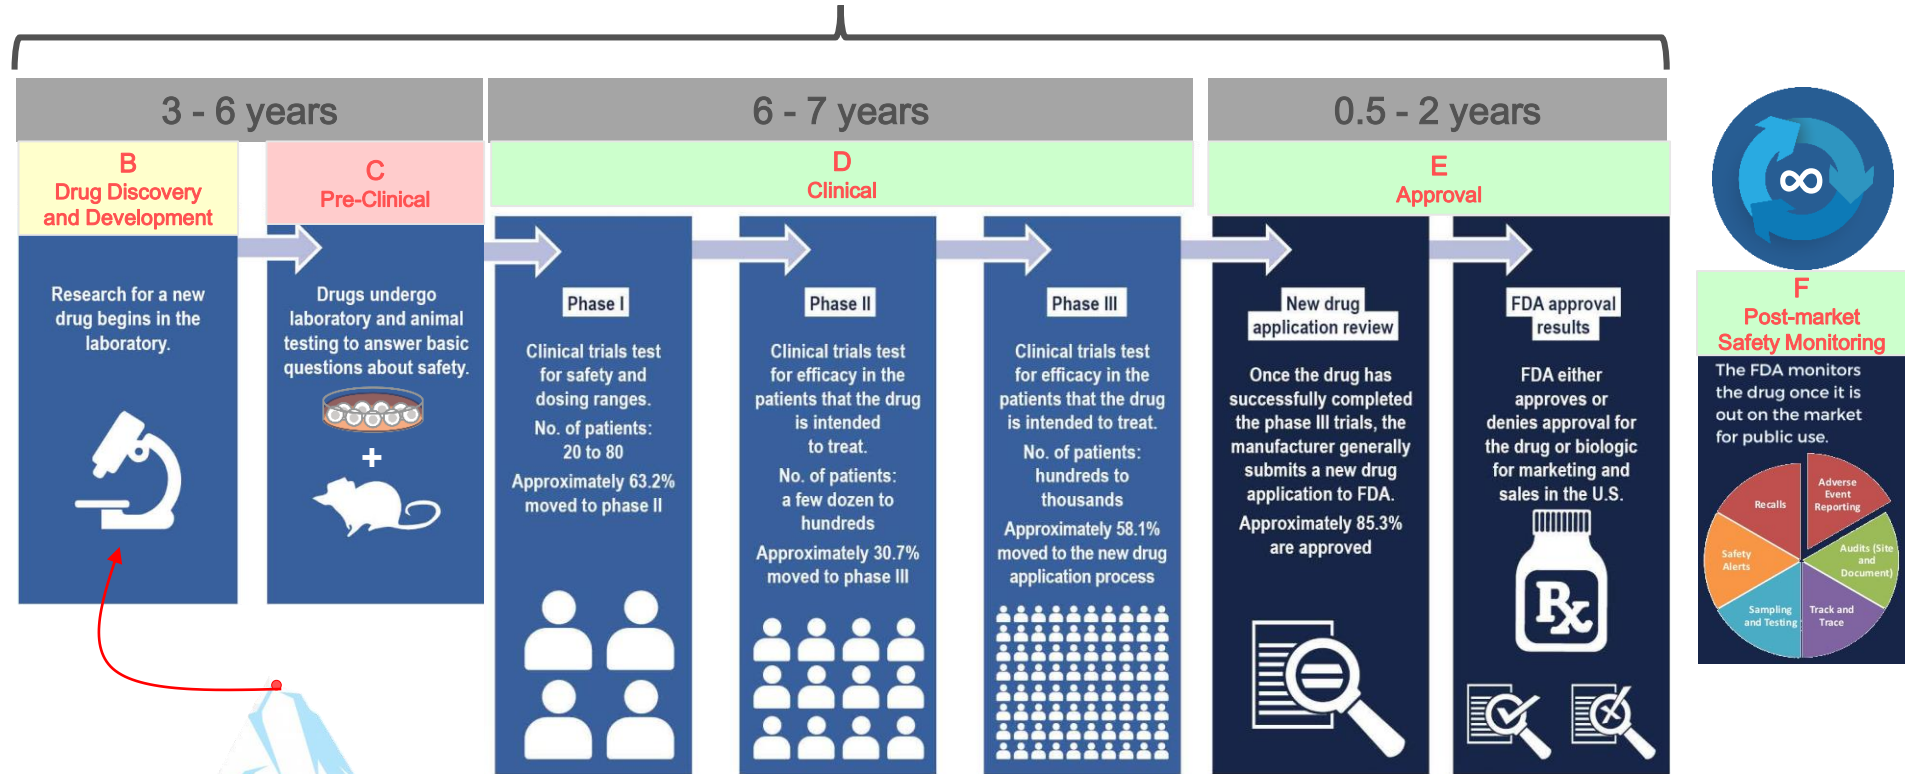 3 - 6 years
6 - 7 years
0.5 - 2 years
B
Drug Discovery
and Development
C
Pre-Clinical
D
Clinical
E
Approval
∞
F
Post-market
Safety Monitoring
Research for a new
drug begins in the
laboratory.
Drugs undergo
laboratory and animal
testing to answer basic
questions about safety.
+
Phase I
Clinical trials test
for safety and
dosing ranges.
No. of patients:
20 to 80
Approximately 63.2%
moved to phase II
Phase II
Clinical trials test
for efficacy in the
patients that the drug
is intended
to treat.
No. of patients:
a few dozen to
hundreds
Approximately 30.7%
moved to phase III
Phase III
Clinical trials test
for efficacy in the
patients that the drug
is intended to treat.
No. of patients:
hundreds to
thousands
Approximately 58.1%
moved to the new drug
application process
New drug
application review
Once the drug has
successfully completed
the phase III trials, the
manufacturer generally
submits a new drug
application to FDA.
Approximately 85.3%
are approved
FDA approval
results
FDA either
approves or
denies approval for
the drug or biologic
for marketing and
sales in the U.S.
Rx
The FDA monitors
the drug once it is
out on the market
for public use.
Adverse
Event
Reporting
Audits (Site
and
Document)
Track and
Trace
Sampling
and Testing
Safety
Alerts
Recalls